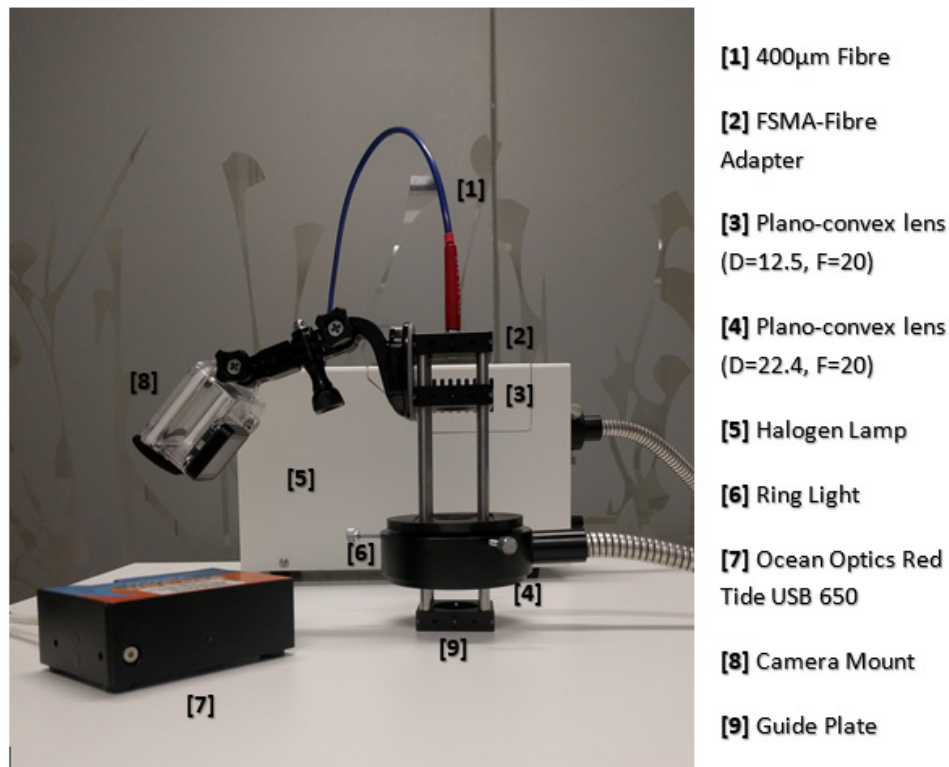 [1] 400µm Fibre
[2] FSMA-Fibre
Adapter
[3] Plano-convex lens
(D=12.5, F=20)
[4] Plano-convex lens
(D=22.4, F=20)
[5] Halogen Lamp
[6] Ring Light
[7] Ocean Optics Red
Tide USB 650
[8] Camera Mount
[9] Guide Plate
[1]
[2]
[8]
[3]
[5]
[6]
[4]
[9]
[7]